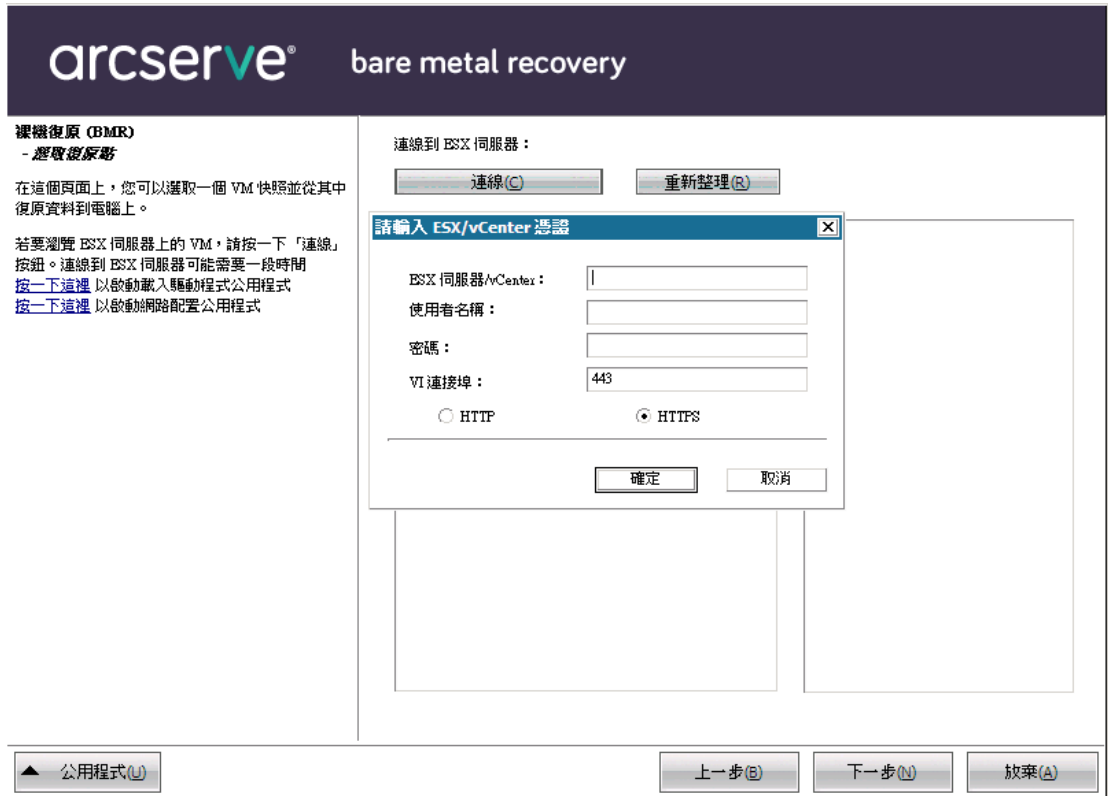 arcserve® bare metal recovery
裸機復原 (BMR)
- 選取復原點
在這個頁面上，您可以選取一個 VM 快照並從其中
復原資料到電腦上。
若要瀏覽 ESX 伺服器上的 VM，請按一下「連線」
按鈕。連線到 ESX 伺服器可能需要一段時間
按一下這裡 以啟動載入驅動程式公用程式
按一下這裡 以啟動網路配置公用程式
連線到 ESX 伺服器：
連線(C) 重新整理(R)
請輸入 ESX/vCenter 憑證
ESX 伺服器/vCenter：
使用者名稱：
密碼：
VI 連接埠： 443
HTTP HTTPS
確定 取消
公用程式(U) 上一步(B) 下一步(N) 放棄(A)